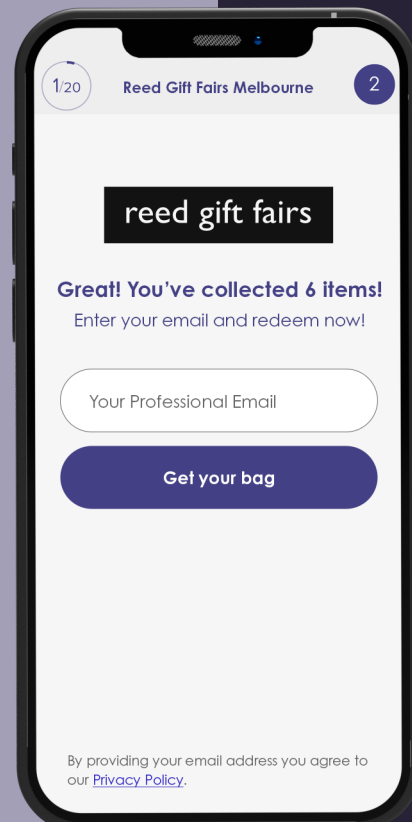 1/20
Reed Gift Fairs Melbourne
2
reed gift fairs
Great! You’ve collected 6 items!
Enter your email and redeem now!
Your Professional Email
Get your bag
By providing your email address you agree to
our Privacy Policy.